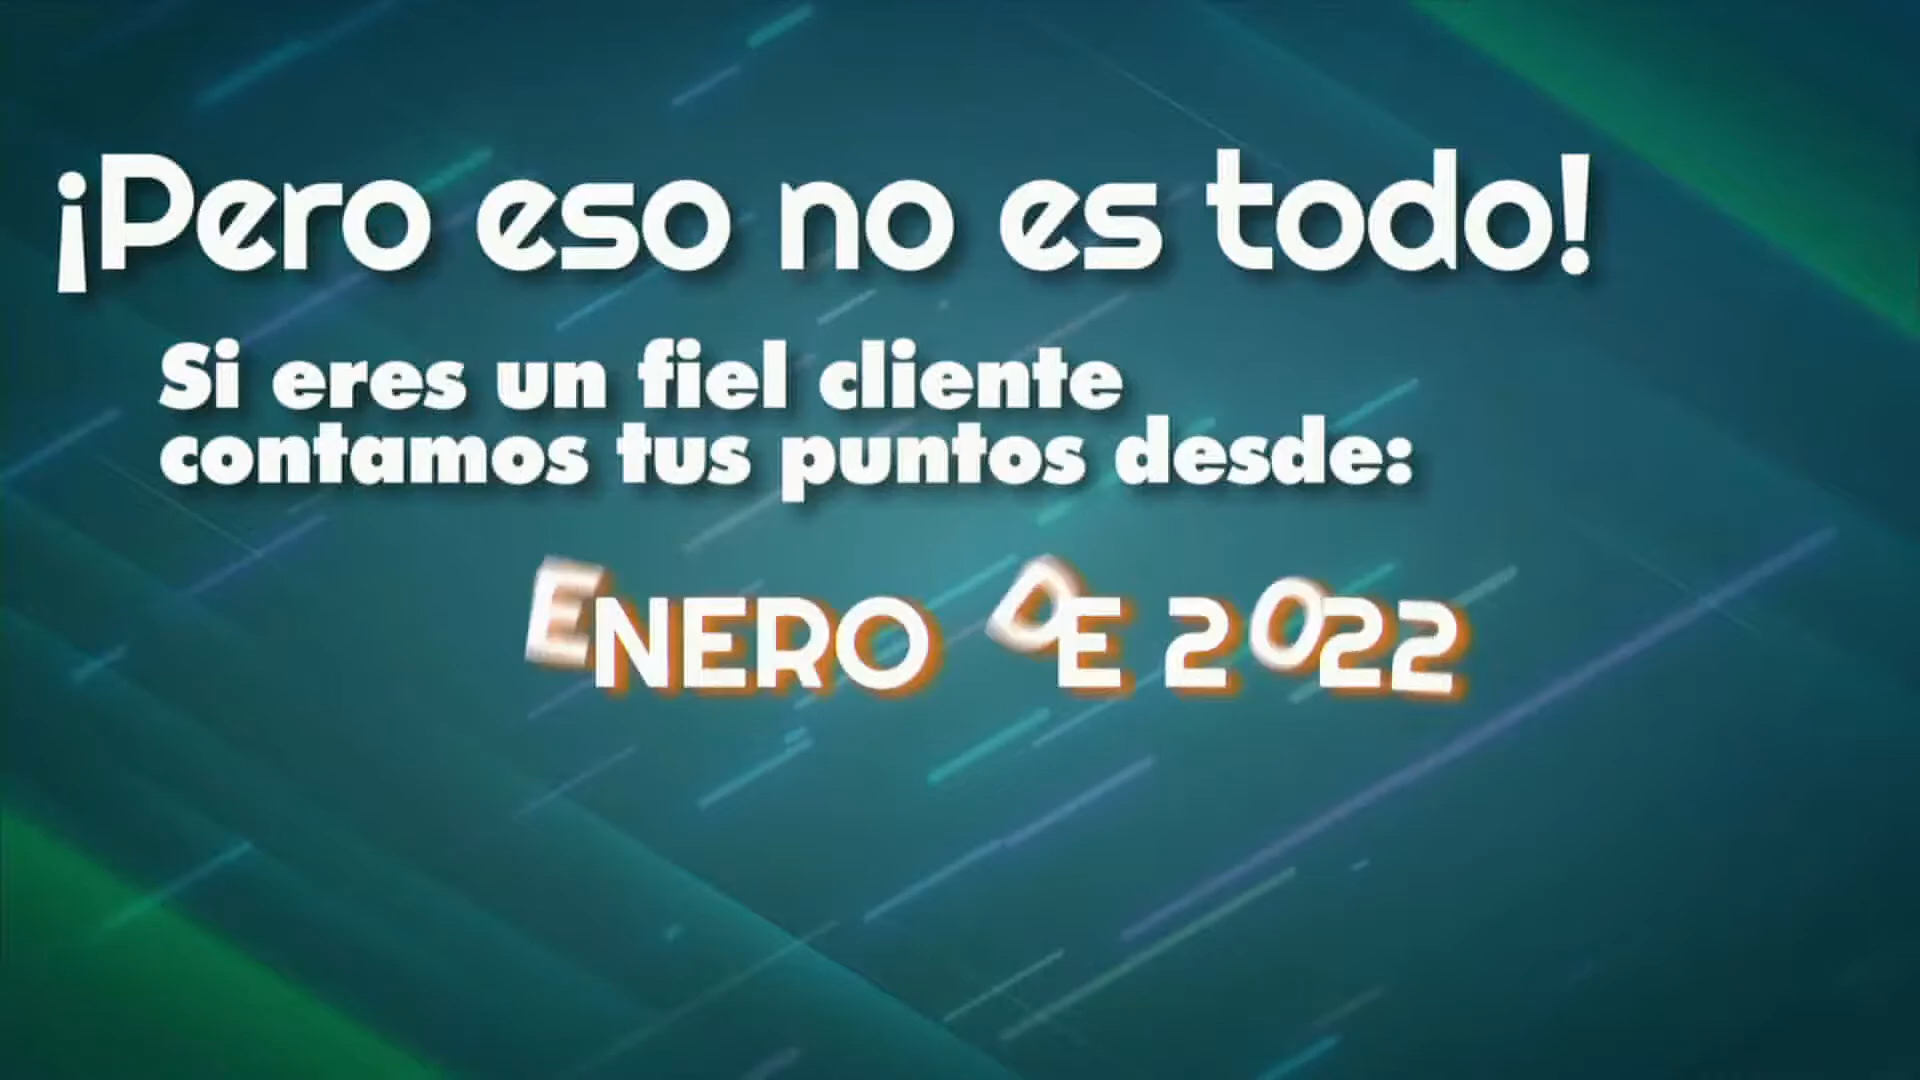 ¡Pero eso no es todo!
Si eres un fiel cliente
contamos tus puntos desde:
ENERO DE 2022